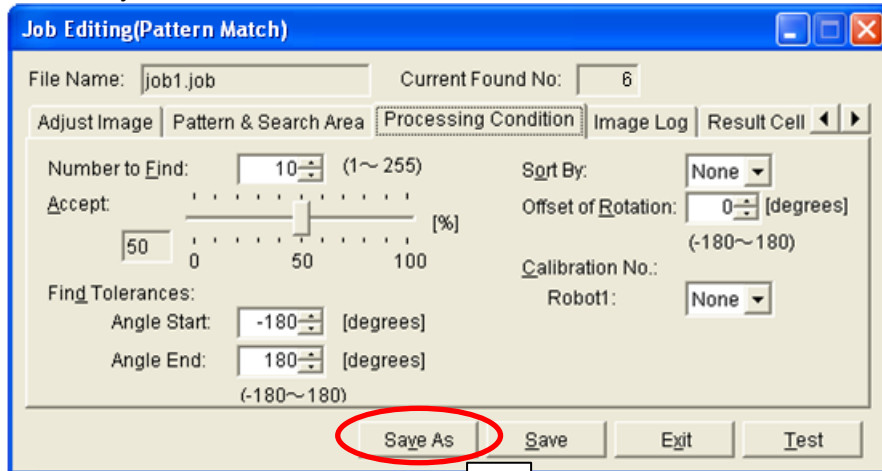 Job Editing(Pattern Match)
File Name: job1.job Current Found No: 6
Adjust Image Pattern & Search Area Processing Condition Image Log Result Cell
Number to Find: 10 (1～ 255) Sort By: None
Accept: [%] Offset of Rotation: 0 [degrees]
50 (-180～180)
0 50 100 Calibration No.:
Find Tolerances: Robot1: None
Angle Start: -180 [degrees]
Angle End: 180 [degrees]
(-180～180)
Save As Save Exit Test